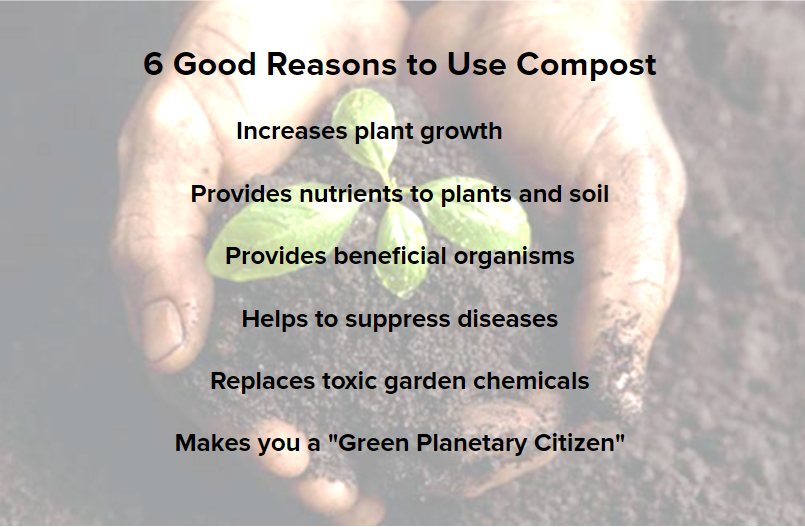 6 Good Reasons to Use Compost
Increases plant growth
Provides nutrients to plants and soil
Provides beneficial organisms
Helps to suppress diseases
Replaces toxic garden chemicals
Makes you a "Green Planetary Citizen"